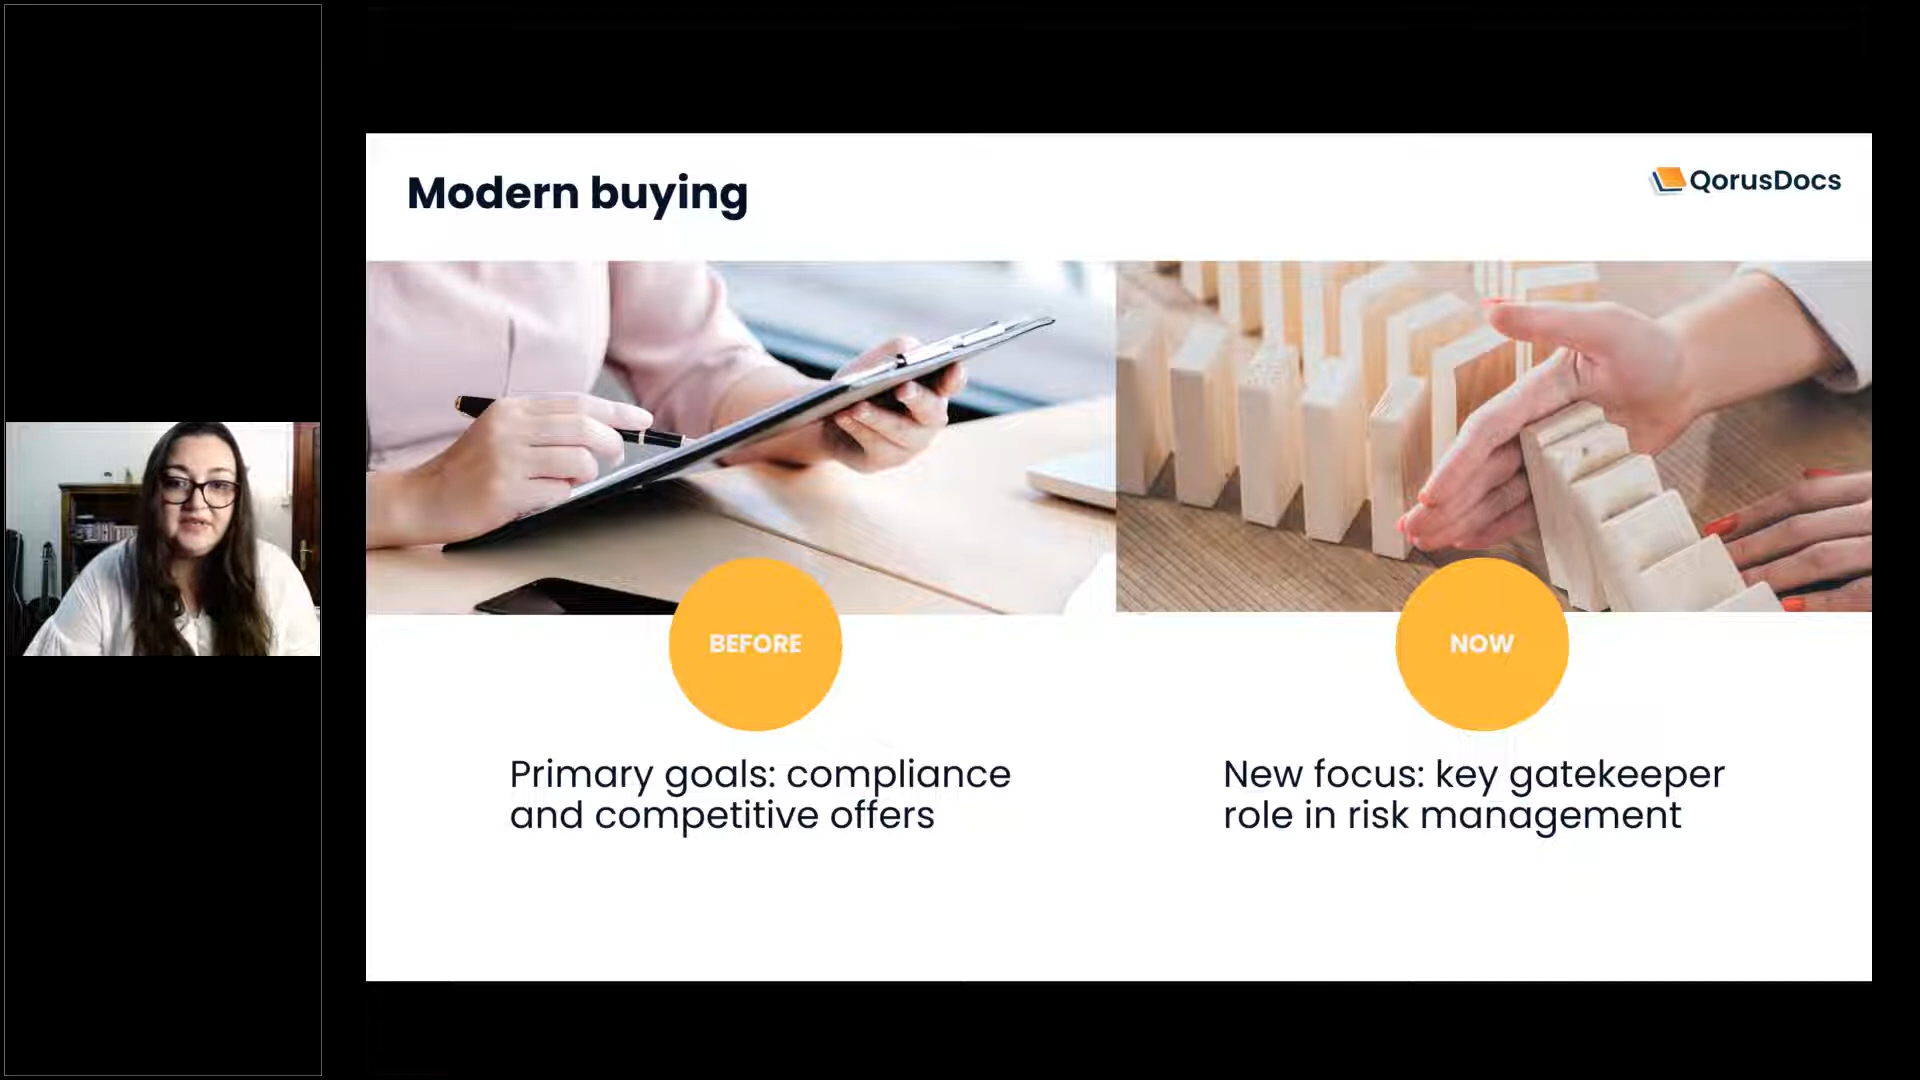 Modern buying
QorusDocs
BEFORE
NOW
Primary goals: compliance
and competitive offers
New focus: key gatekeeper
role in risk management